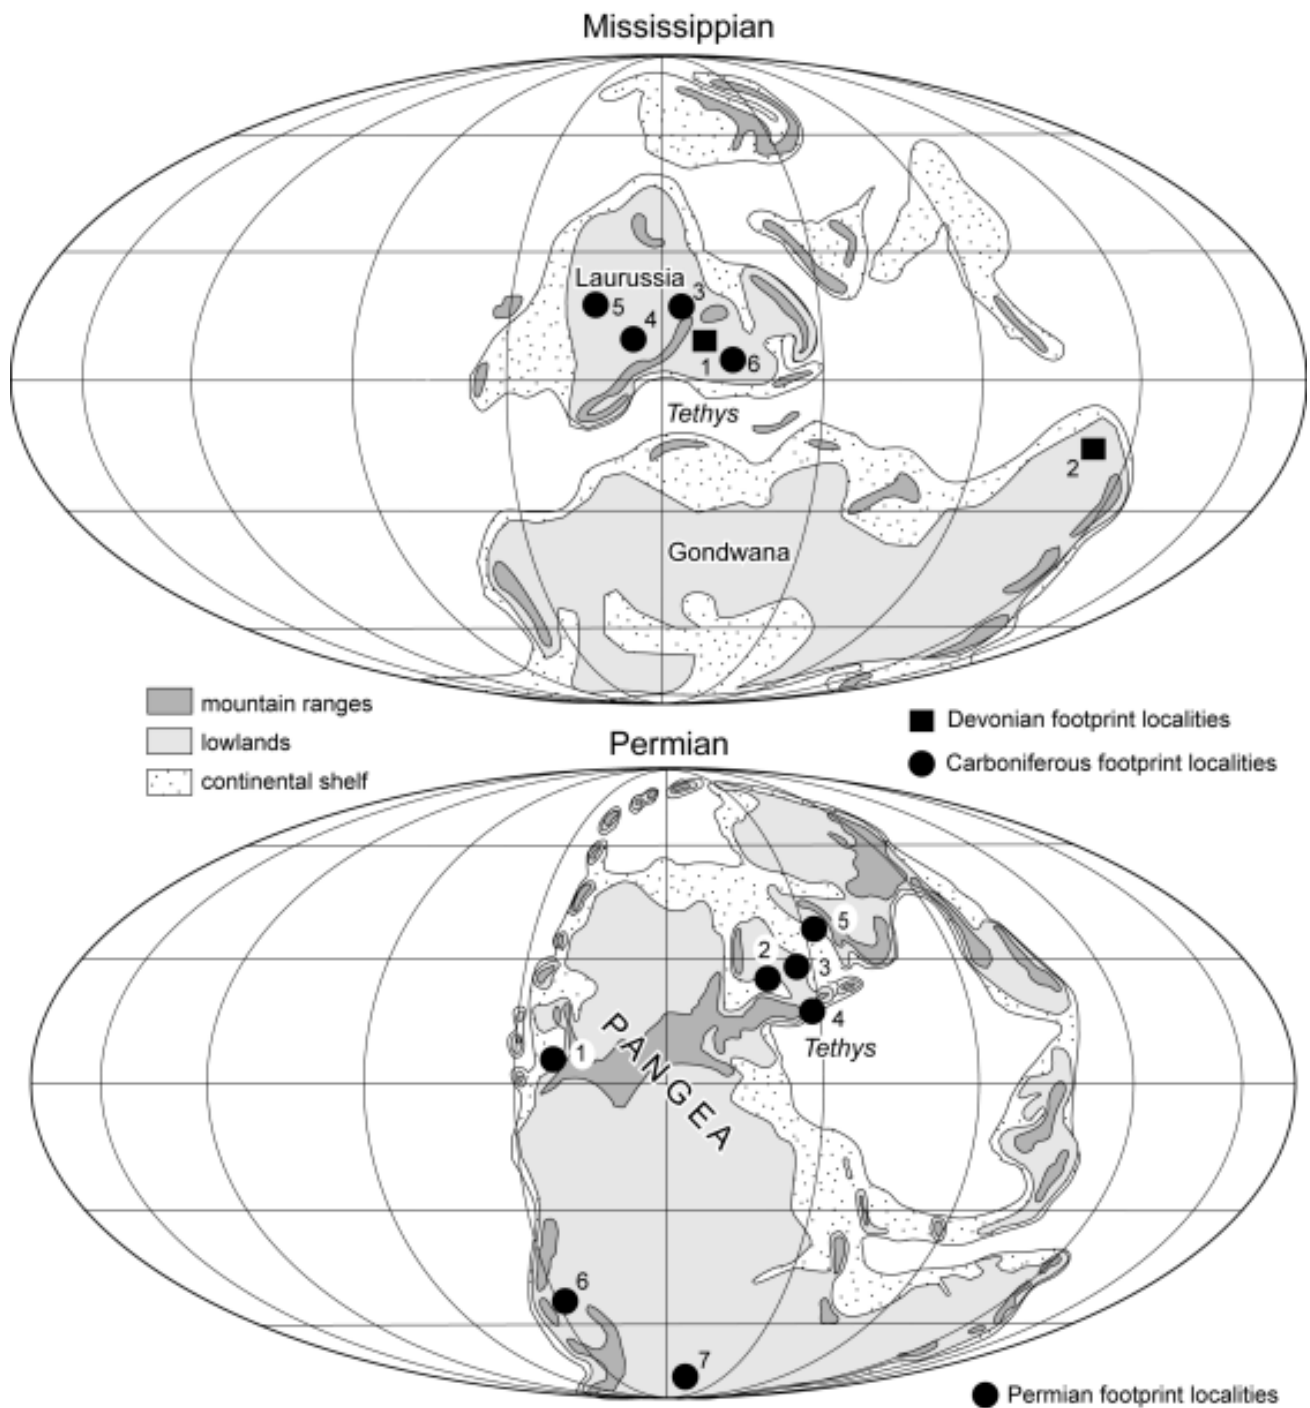 Mississippian
Laurussia
3
5
4
1
6
Tethys
2
Gondwana
mountain ranges
lowlands
continental shelf
Devonian footprint localities
Carboniferous footprint localities
Permian
5
2
3
4
Tethys
1
PANGEA
6
7
Permian footprint localities